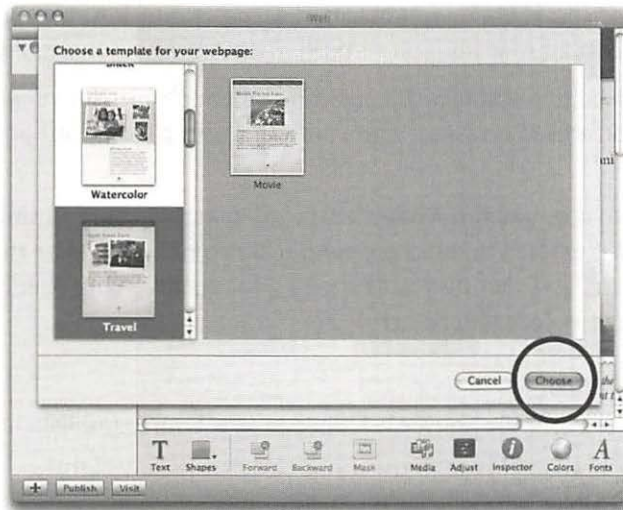 iWeb
Choose a template for your webpage:
Black
Watercolor
Travel
Movie
Cancel
Choose
T
A
Text
Shapes
Forward
Backward
Mask
Media
Adjust
Inspector
Colors
Fonts
Publish
Visit